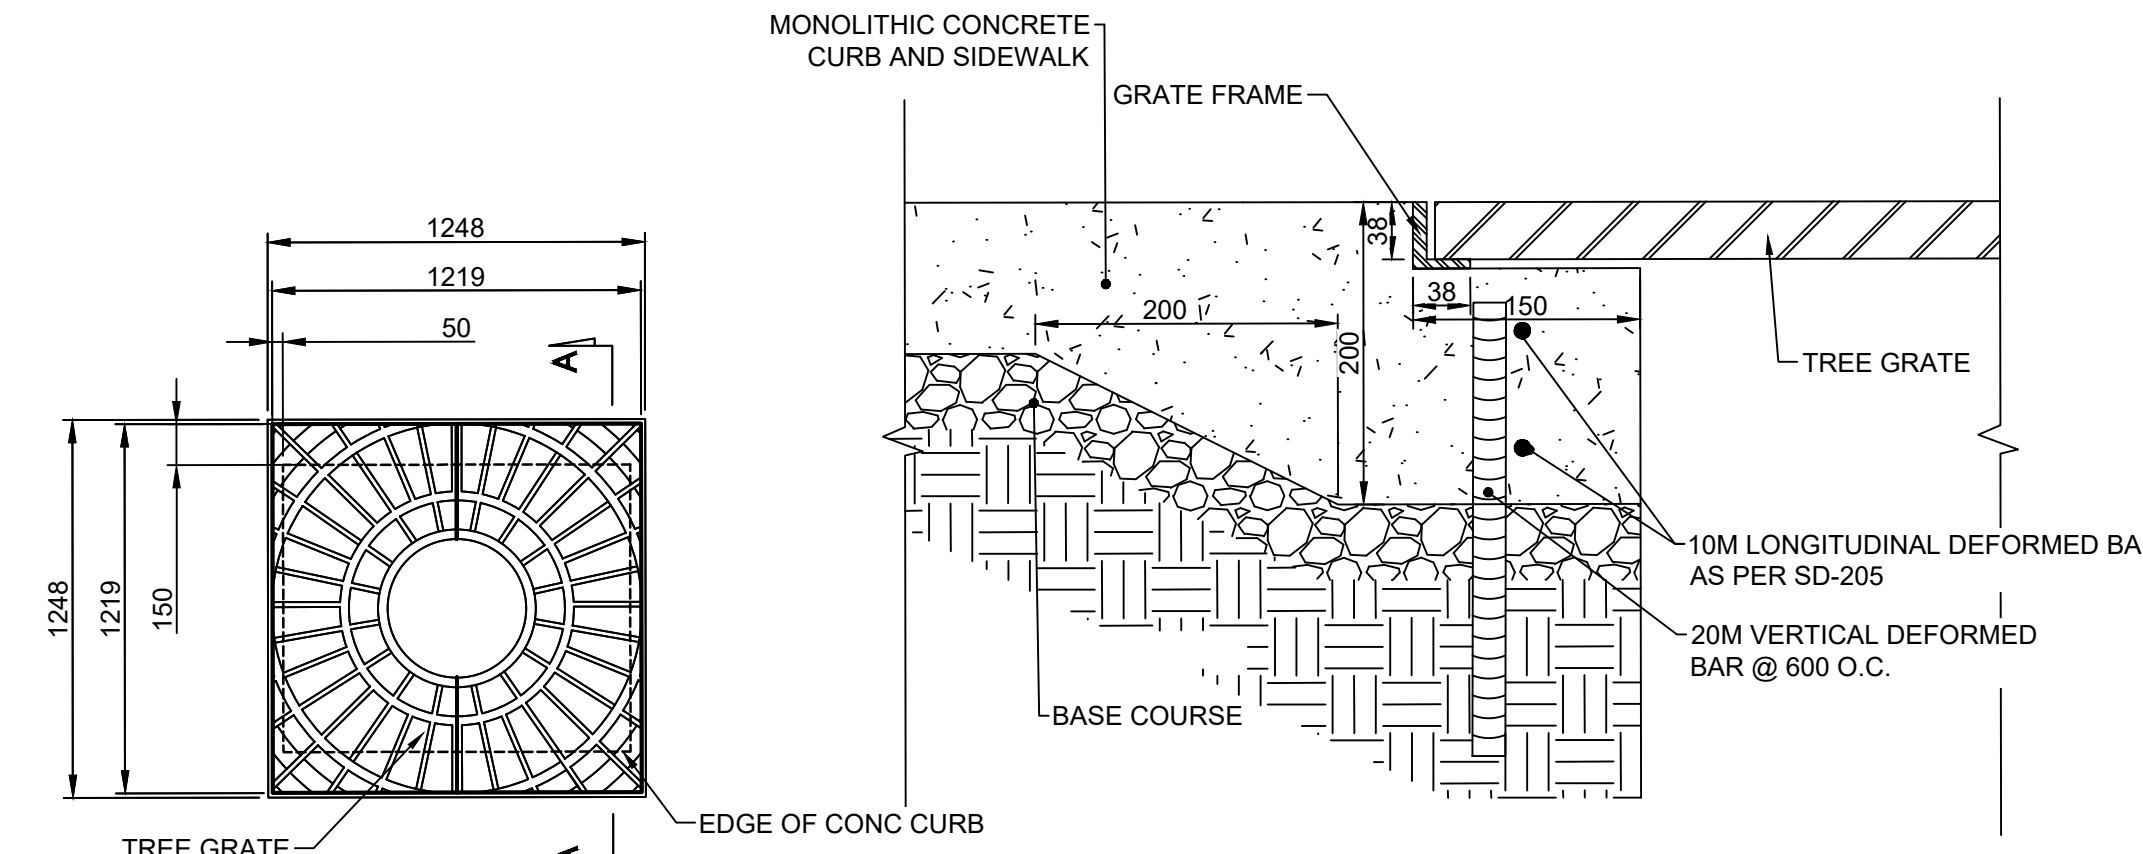 MONOLITHIC CONCRETE
CURB AND SIDEWALK
GRATE FRAME
1248
1219
50
A
1248
1219
150
TREE GRATE
EDGE OF CONC CURB
A
38
38
150
200
200
TREE GRATE
10M LONGITUDINAL DEFORMED BA
AS PER SD-205
20M VERTICAL DEFORMED
BAR @ 600 O.C.
BASE COURSE